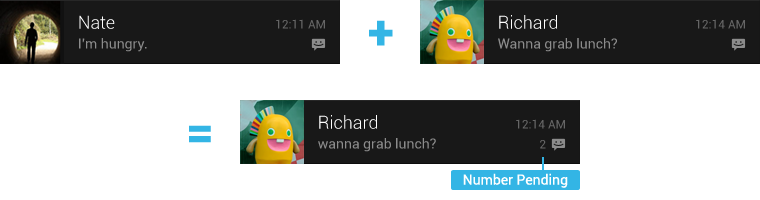 Nate
12:11 AM
I'm hungry.
+
Richard
12:14 AM
Wanna grab lunch?
=
Richard
12:14 AM
wanna grab lunch?
2
Number Pending